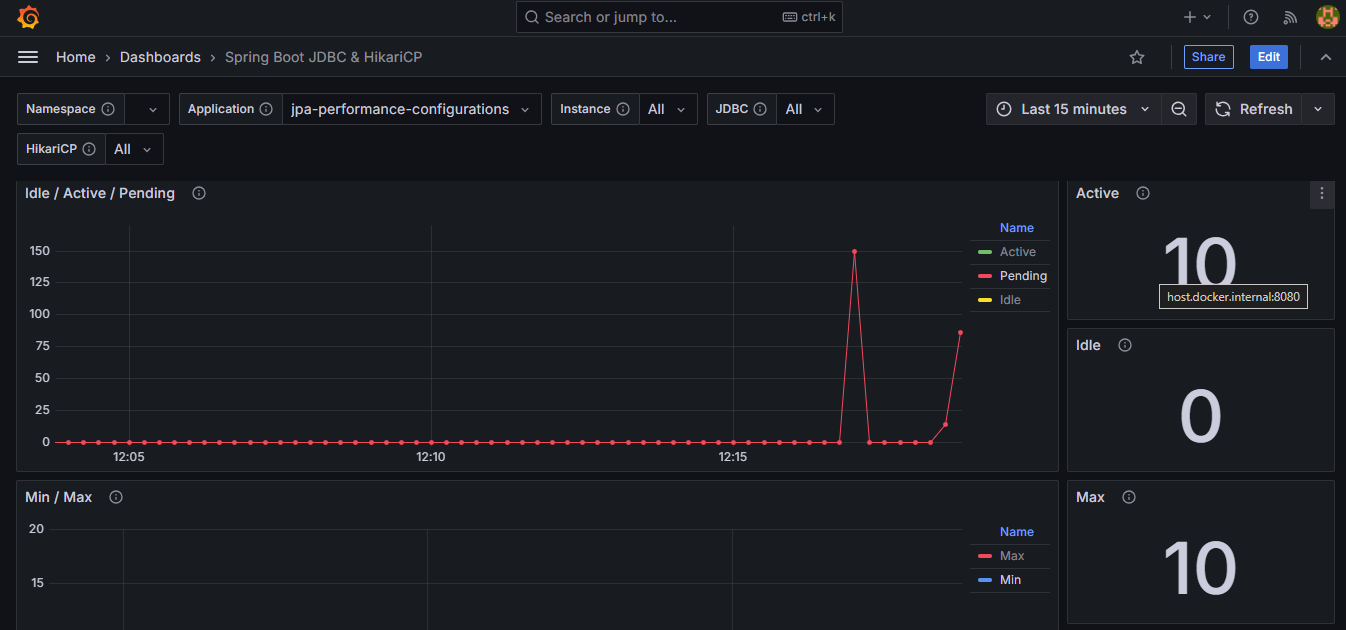 Search or jump to... ctrl+k
Home › Dashboards › Spring Boot JDBC & HikariCP
Share Edit
Namespace Application jpa-performance-configurations Instance All JDBC All
Last 15 minutes Refresh
HikariCP All
Idle / Active / Pending
Name
Active
Pending
Idle
150
125
100
75
50
25
0
12:05 12:10 12:15
Active
10
host.docker.internal:8080
Idle
0
Min / Max
Name
Max
Min
20
15
Max
10